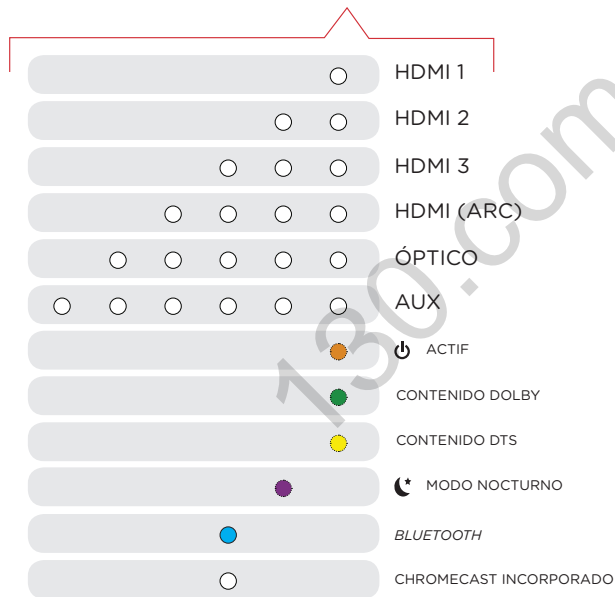 HDMI 1
HDMI 2
HDMI 3
HDMI (ARC)
ÓPTICO
AUX
ACTIF
CONTENIDO DOLBY
CONTENIDO DTS
MODO NOCTURNO
BLUETOOTH
CHROMECAST INCORPORADO
130.com